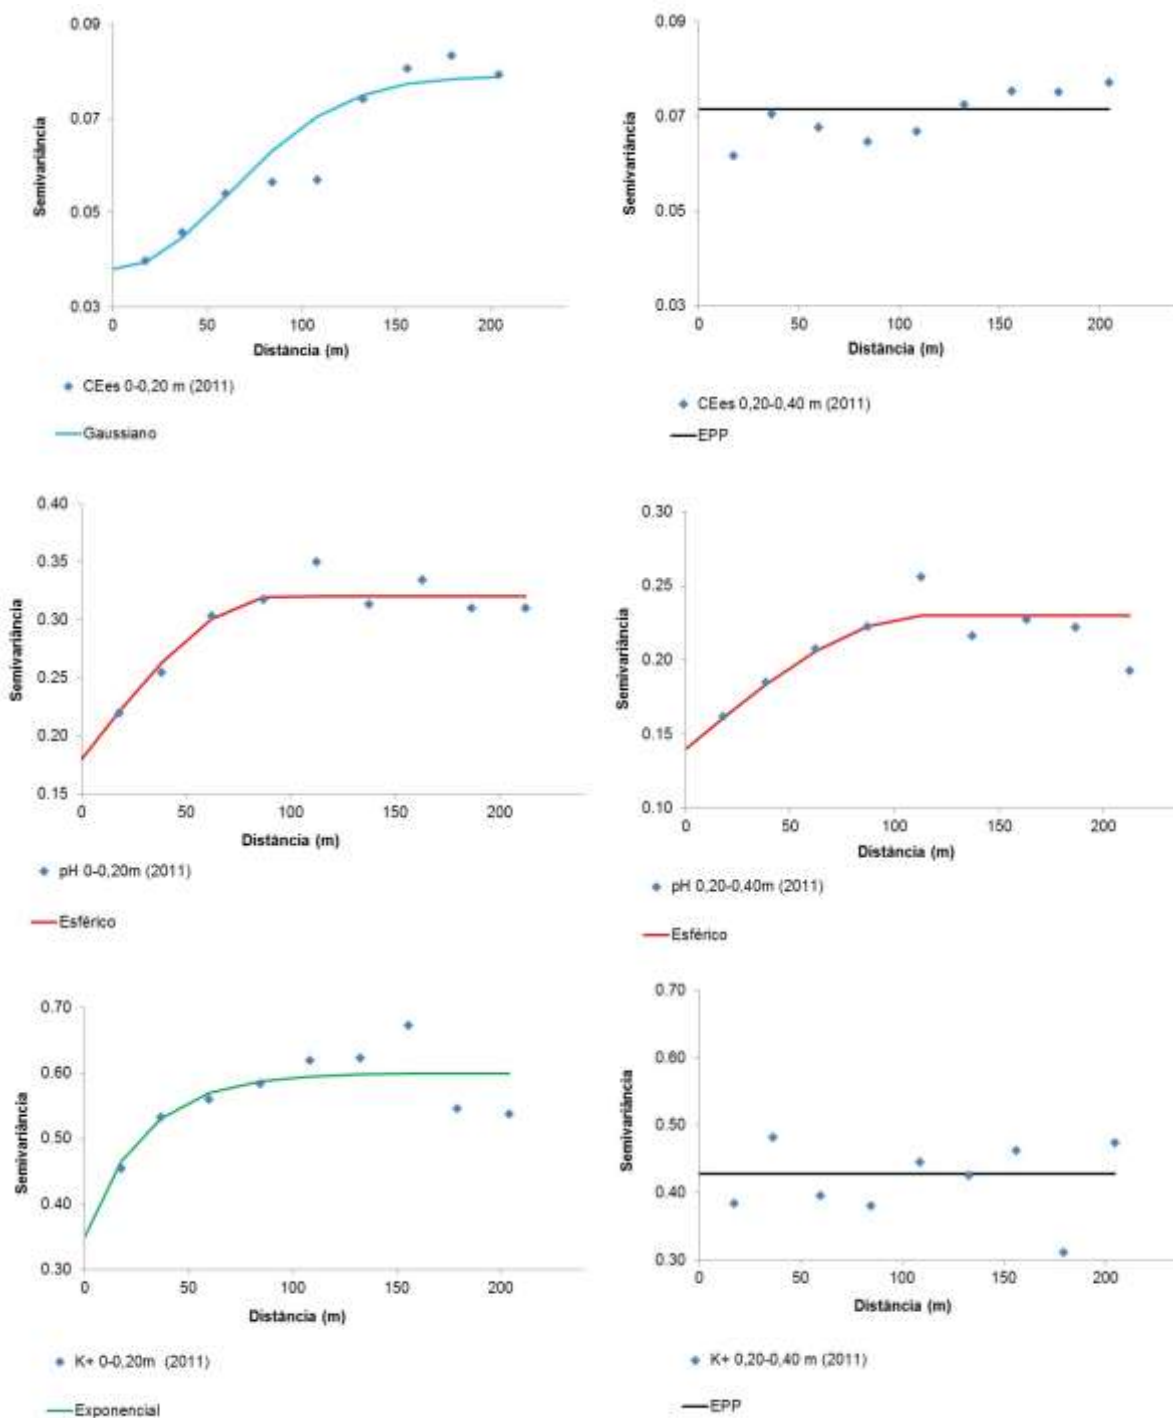 0.09
0.07
0.05
0.03
Semivariância
0 50 100 150 200
Distância (m)
CEes 0-0,20 m (2011)
Gaussiano
0.09
0.07
0.05
0.03
Semivariância
0 50 100 150 200
Distância (m)
CEes 0,20-0,40 m (2011)
EPP
0.40
0.35
0.30
0.25
0.20
0.15
Semivariância
0 50 100 150 200
Distância (m)
pH 0-0,20m (2011)
Esférico
0.30
0.25
0.20
0.15
0.10
Semivariância
0 50 100 150 200
Distância (m)
pH 0,20-0,40m (2011)
Esférico
0.70
0.60
0.50
0.40
0.30
Semivariância
0 50 100 150 200
Distância (m)
K+ 0-0,20m (2011)
Exponencial
0.70
0.60
0.50
0.40
0.30
Semivariância
0 50 100 150 200
Distância (m)
K+ 0,20-0,40 m (2011)
EPP